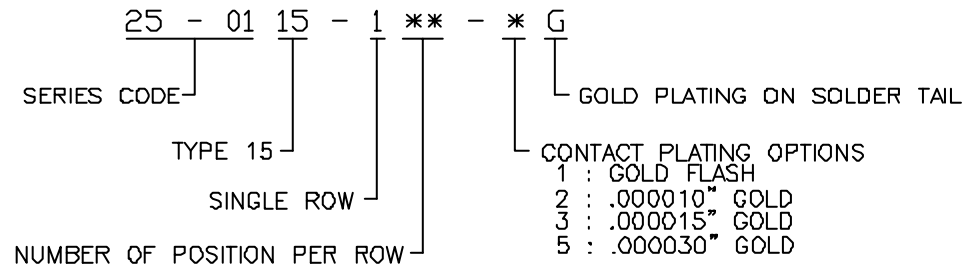 25 - 01 15 - 1 ** - * G
SERIES CODE
GOLD PLATING ON SOLDER TAIL
TYPE 15
CONTACT PLATING OPTIONS
1 : GOLD FLASH
SINGLE ROW
2 : .000010" GOLD
3 : .000015" GOLD
NUMBER OF POSITION PER ROW
5 : .000030" GOLD